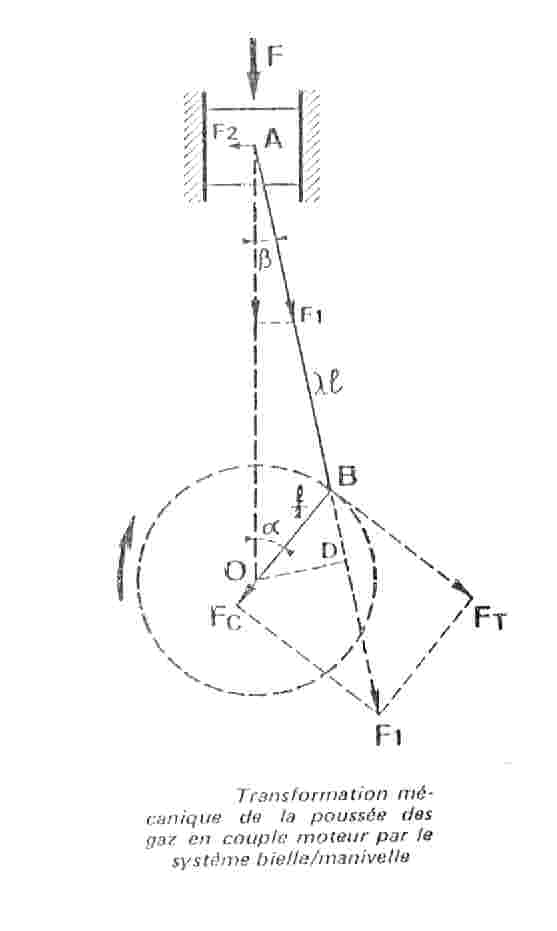 F
F2 A
β
F1
λℓ
B
ℓ/2
α
D
O
FC
FT
F1
Transformation mé-
canique de la poussée des
gaz en couple moteur par le
système bielle/manivelle